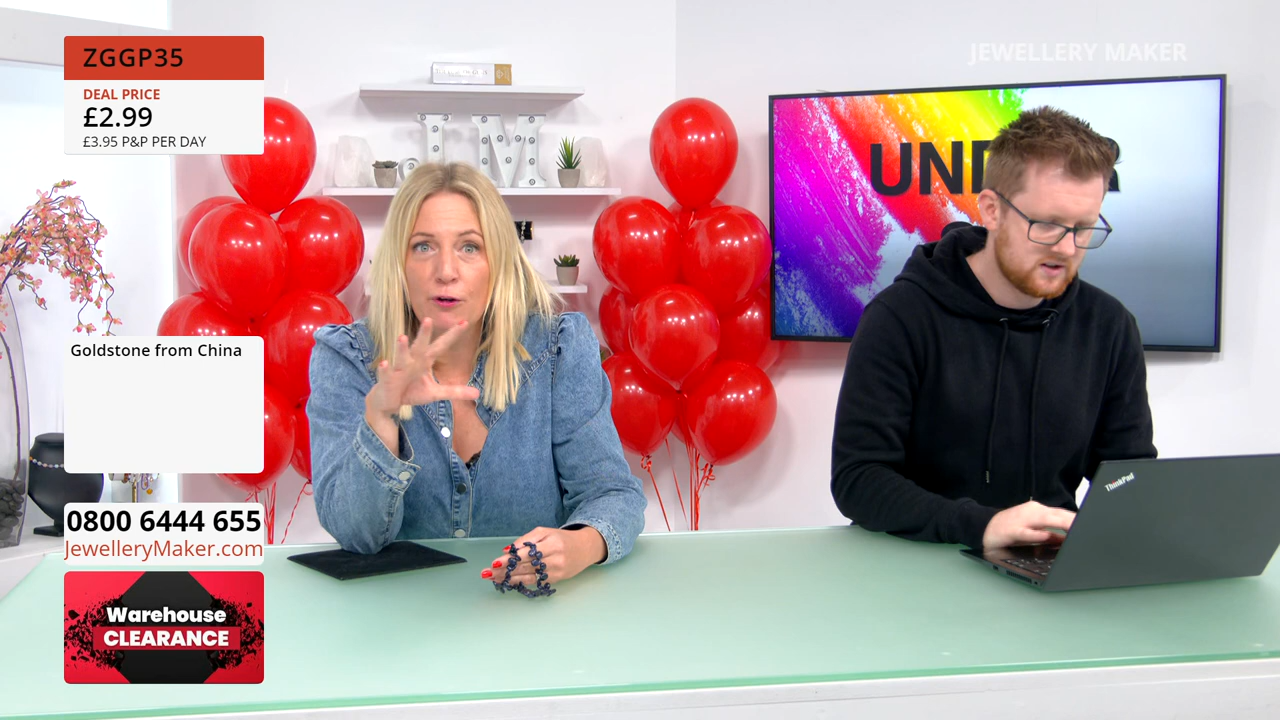 ZGGP35
DEAL PRICE
£2.99
£3.95 P&P PER DAY
JEWELLERY MAKER
JM
Goldstone from China
ThinkPad
0800 6444 655
JewelleryMaker.com
Warehouse
CLEARANCE